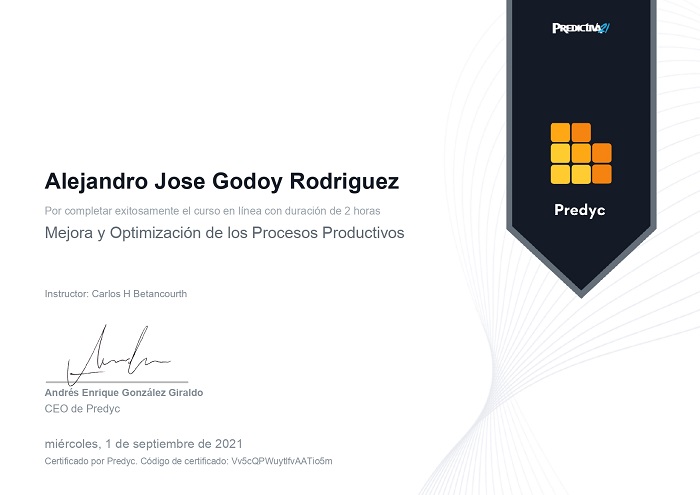 PREDICTIVA21
Predyc
Alejandro Jose Godoy Rodriguez
Por completar exitosamente el curso en línea con duración de 2 horas
Mejora y Optimización de los Procesos Productivos
Instructor: Carlos H Betancourth
Andrés Enrique González Giraldo
CEO de Predyc
miércoles, 1 de septiembre de 2021
Certificado por Predyc. Código de certificado: Vv5cQPWuytlfvAATio5m